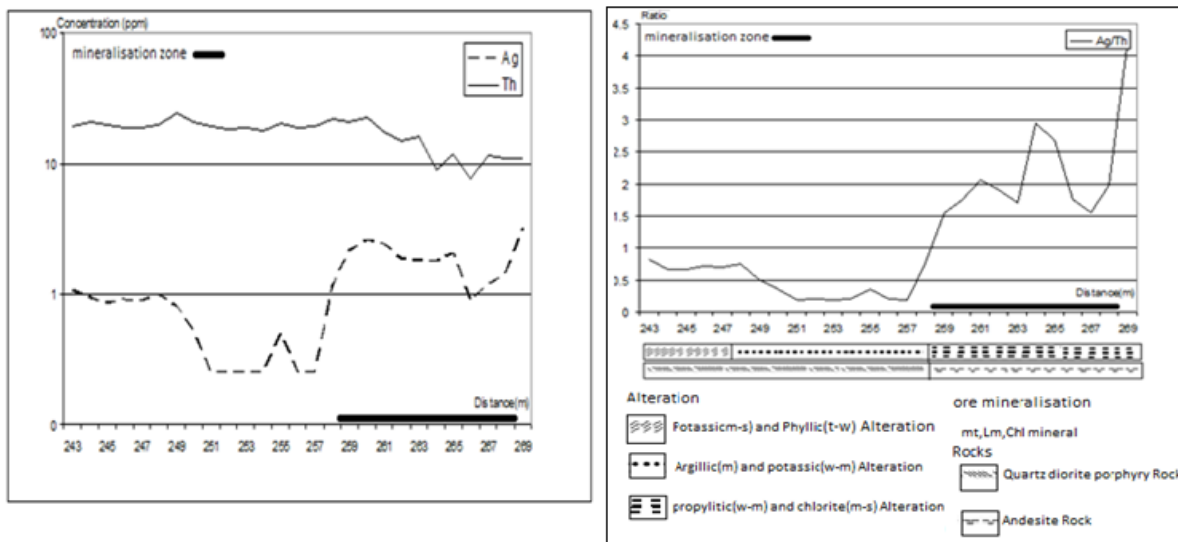 Concentration (ppm)
100
mineralisation zone
Ag
Th
10
1
Distance(m)
0
243 245 247 249 251 253 255 257 259 261 263 265 267 269
Ratio
4.5
mineralisation zone
Ag/Th
4
3.5
3
2.5
2
1.5
1
0.5
Distance(m)
0
243 245 247 249 251 253 255 257 259 261 263 265 267 269
Alteration
Potassicm-s) and Phyllic(t-w) Alteration
Argillic(m) and potassic(w-m) Alteration
propylitic(w-m) and chlorite(m-s) Alteration
ore mineralisation
mt,Lm,Chl mineral
Rocks
Quartz diorite porphyry Rock
Andesite Rock